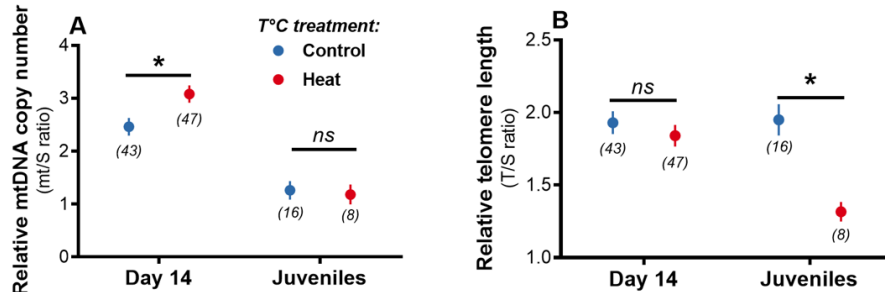 A
T°C treatment:
Control
Heat
Relative mtDNA copy number
(mt/S ratio)
4
3
2
1
0
*
(43)
(47)
ns
(16)
(8)
Day 14
Juveniles
B
Relative telomere length
(T/S ratio)
2.5
2.0
1.5
1.0
ns
(43)
(47)
*
(16)
(8)
Day 14
Juveniles